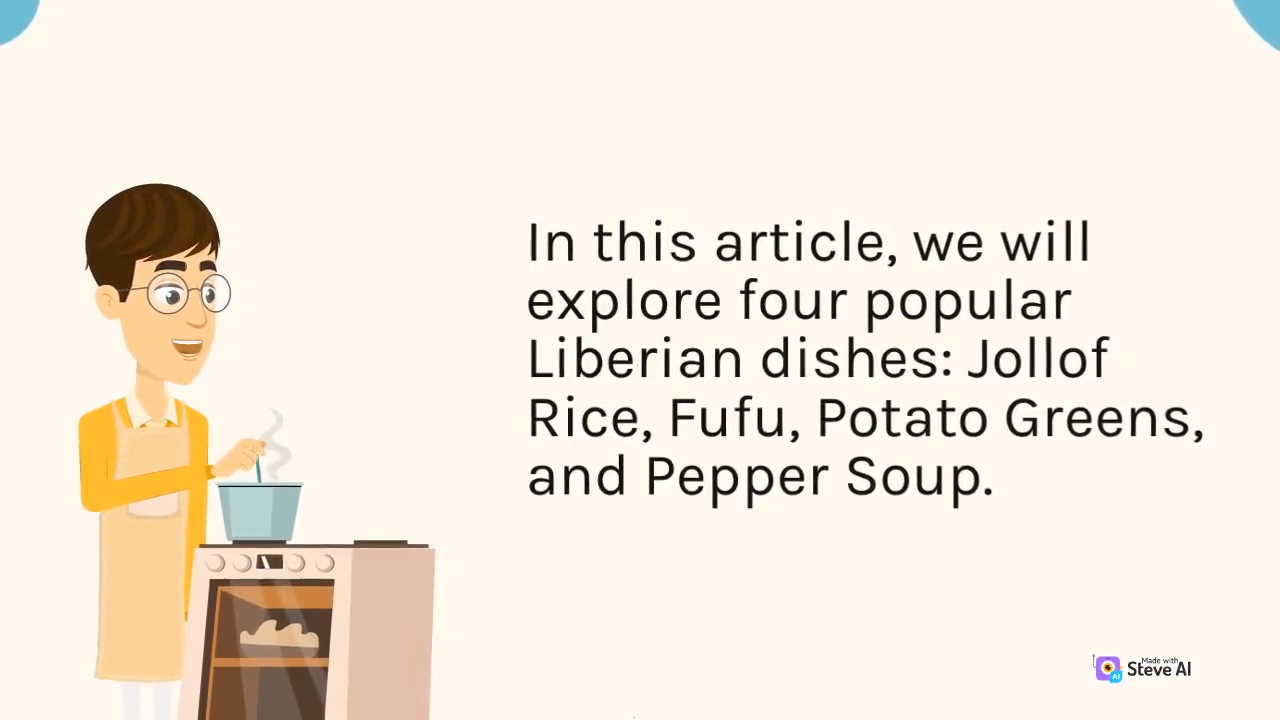 In this article, we will
explore four popular
Liberian dishes: Jollof
Rice, Fufu, Potato Greens,
and Pepper Soup.
Made with
AI Steve AI